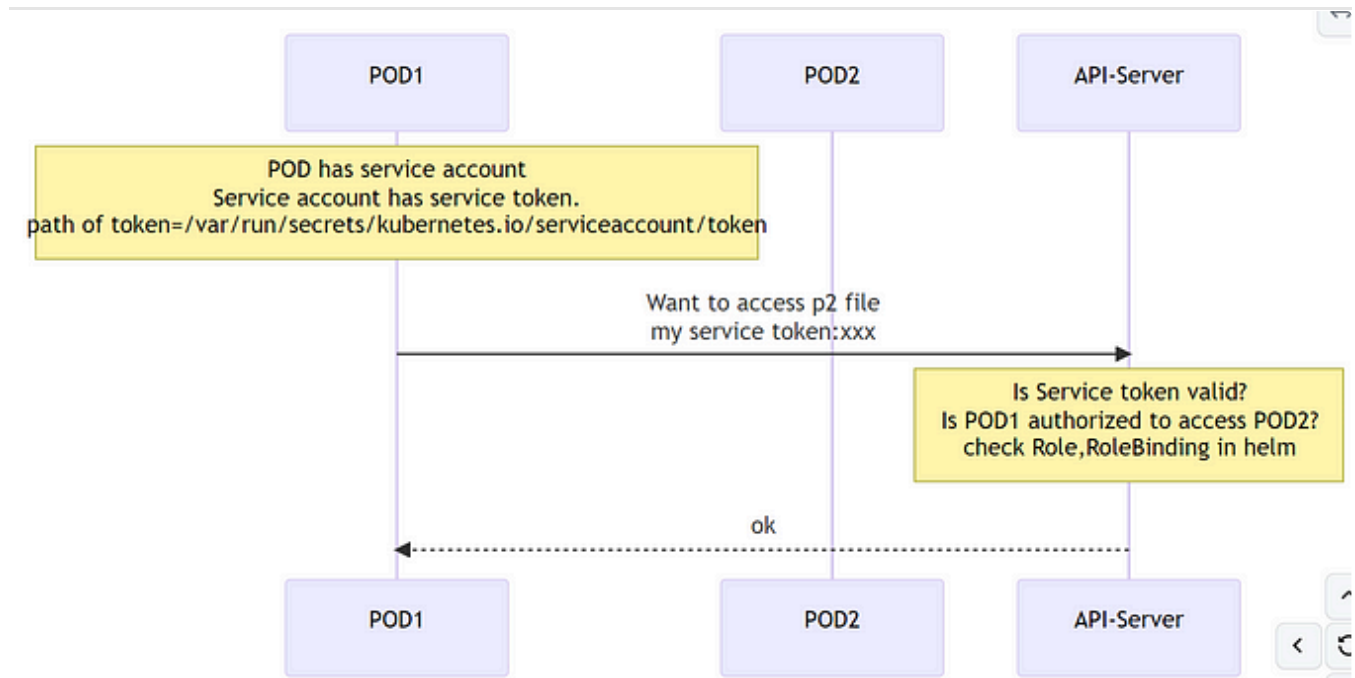 POD1
POD2
API-Server
POD has service account
Service account has service token.
path of token=/var/run/secrets/kubernetes.io/serviceaccount/token
Want to access p2 file
my service token:xxx
Is Service token valid?
Is POD1 authorized to access POD2?
check Role,RoleBinding in helm
ok
POD1
POD2
API-Server